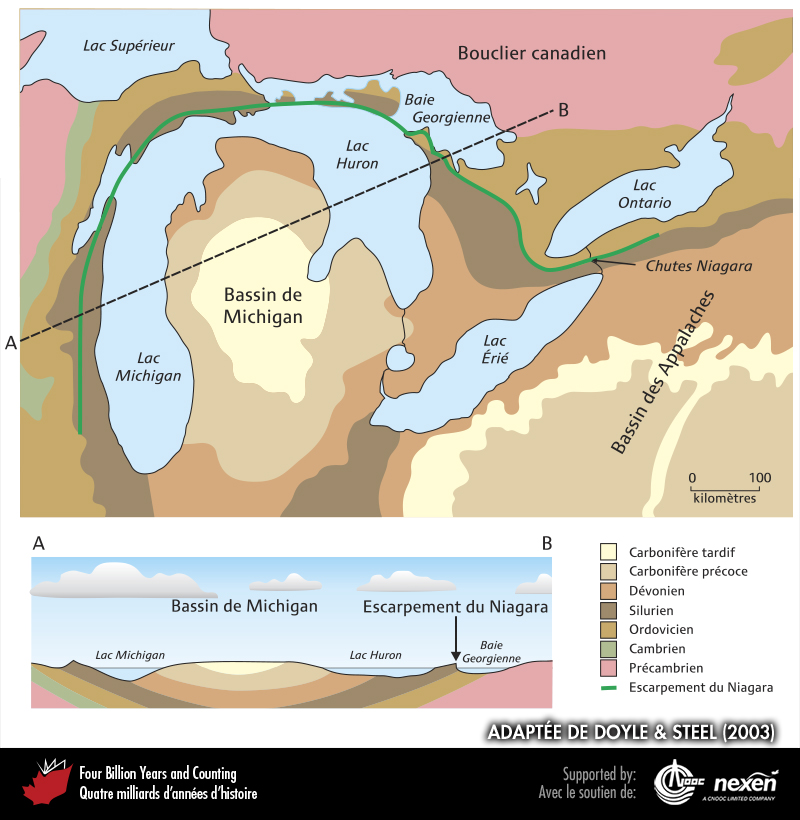 Lac Supérieur
Bouclier canadien
Baie
Georgienne
B
Lac
Huron
Lac
Ontario
Chutes Niagara
Bassin de
Michigan
A
Lac
Michigan
Lac
Érié
Bassin des Appalaches
0 100
kilomètres
A
B
Bassin de Michigan
Escarpement du Niagara
Lac Michigan
Lac Huron
Baie
Georgienne
Carbonifère tardif
Carbonifère précoce
Dévonien
Silurien
Ordovicien
Cambrien
Précambrien
Escarpement du Niagara
ADAPTÉE DE DOYLE & STEEL (2003)
Four Billion Years and Counting
Quatre milliards d'années d'histoire
Supported by:
Avec le soutien de:
CNOOC
nexen
A CNOOC LIMITED COMPANY